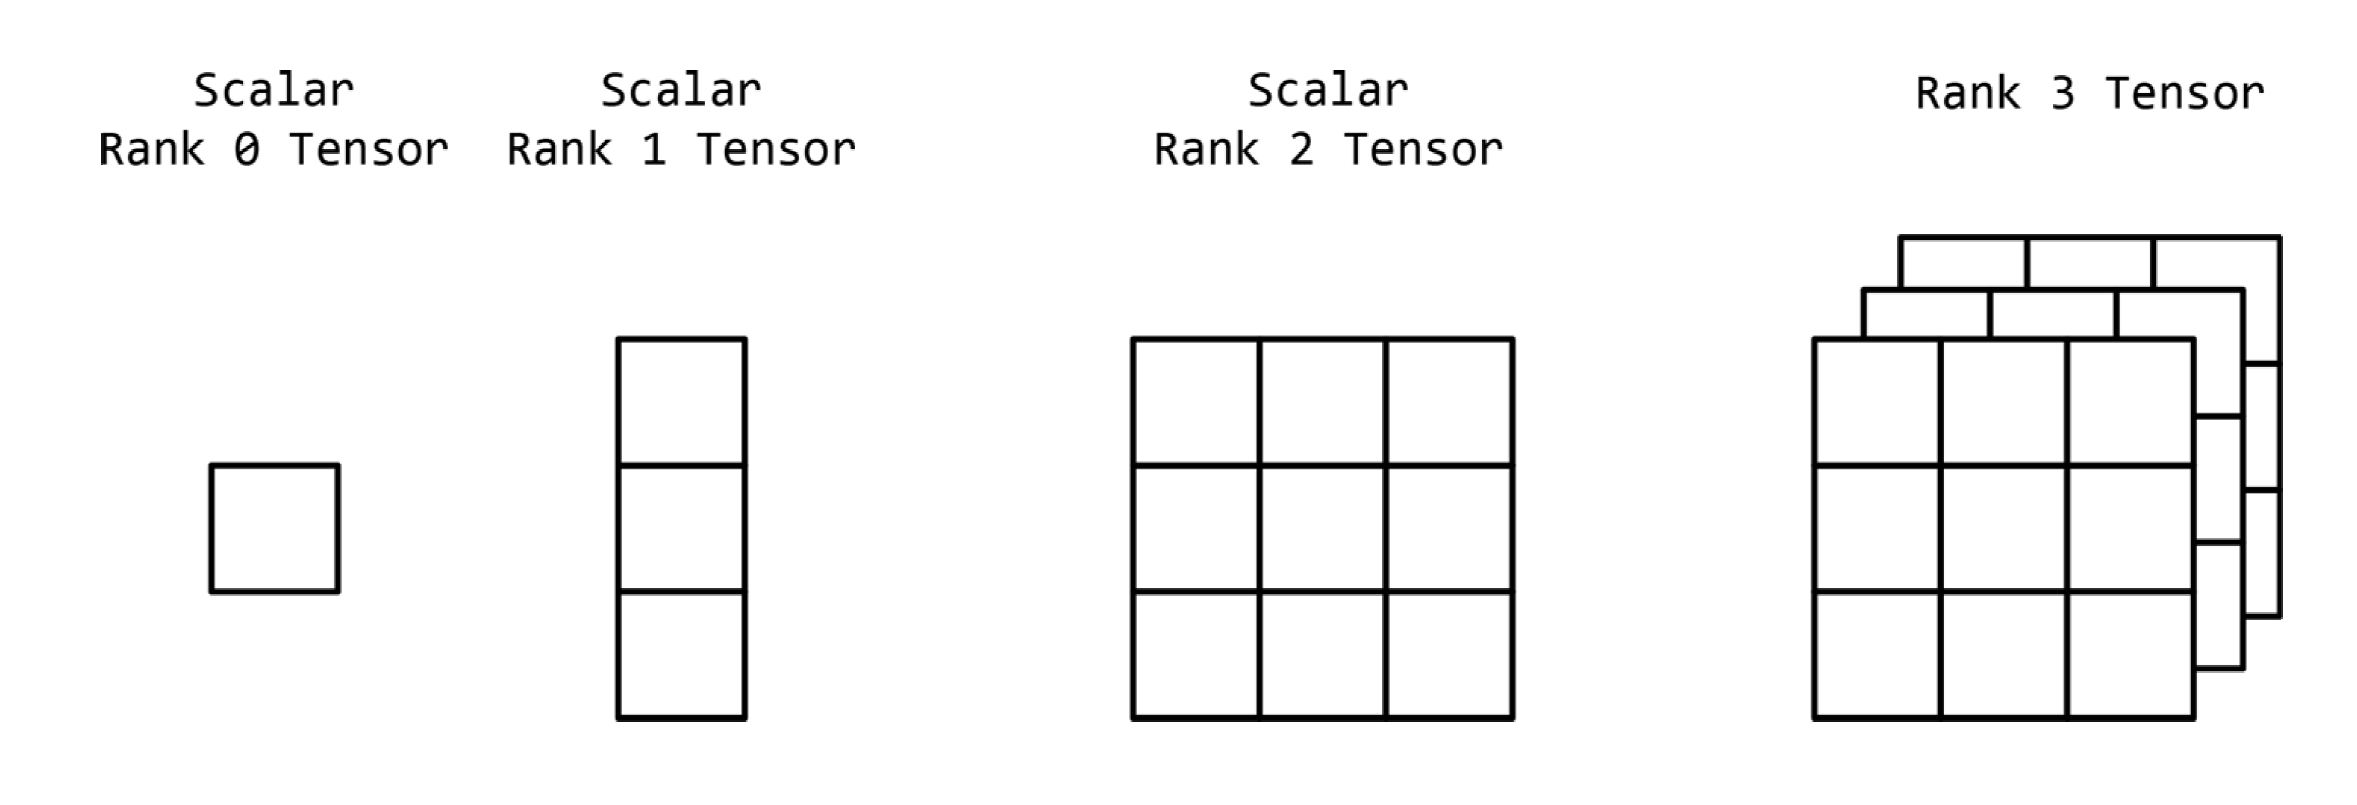 Scalar
Rank 0 Tensor
Scalar
Rank 1 Tensor
Scalar
Rank 2 Tensor
Rank 3 Tensor